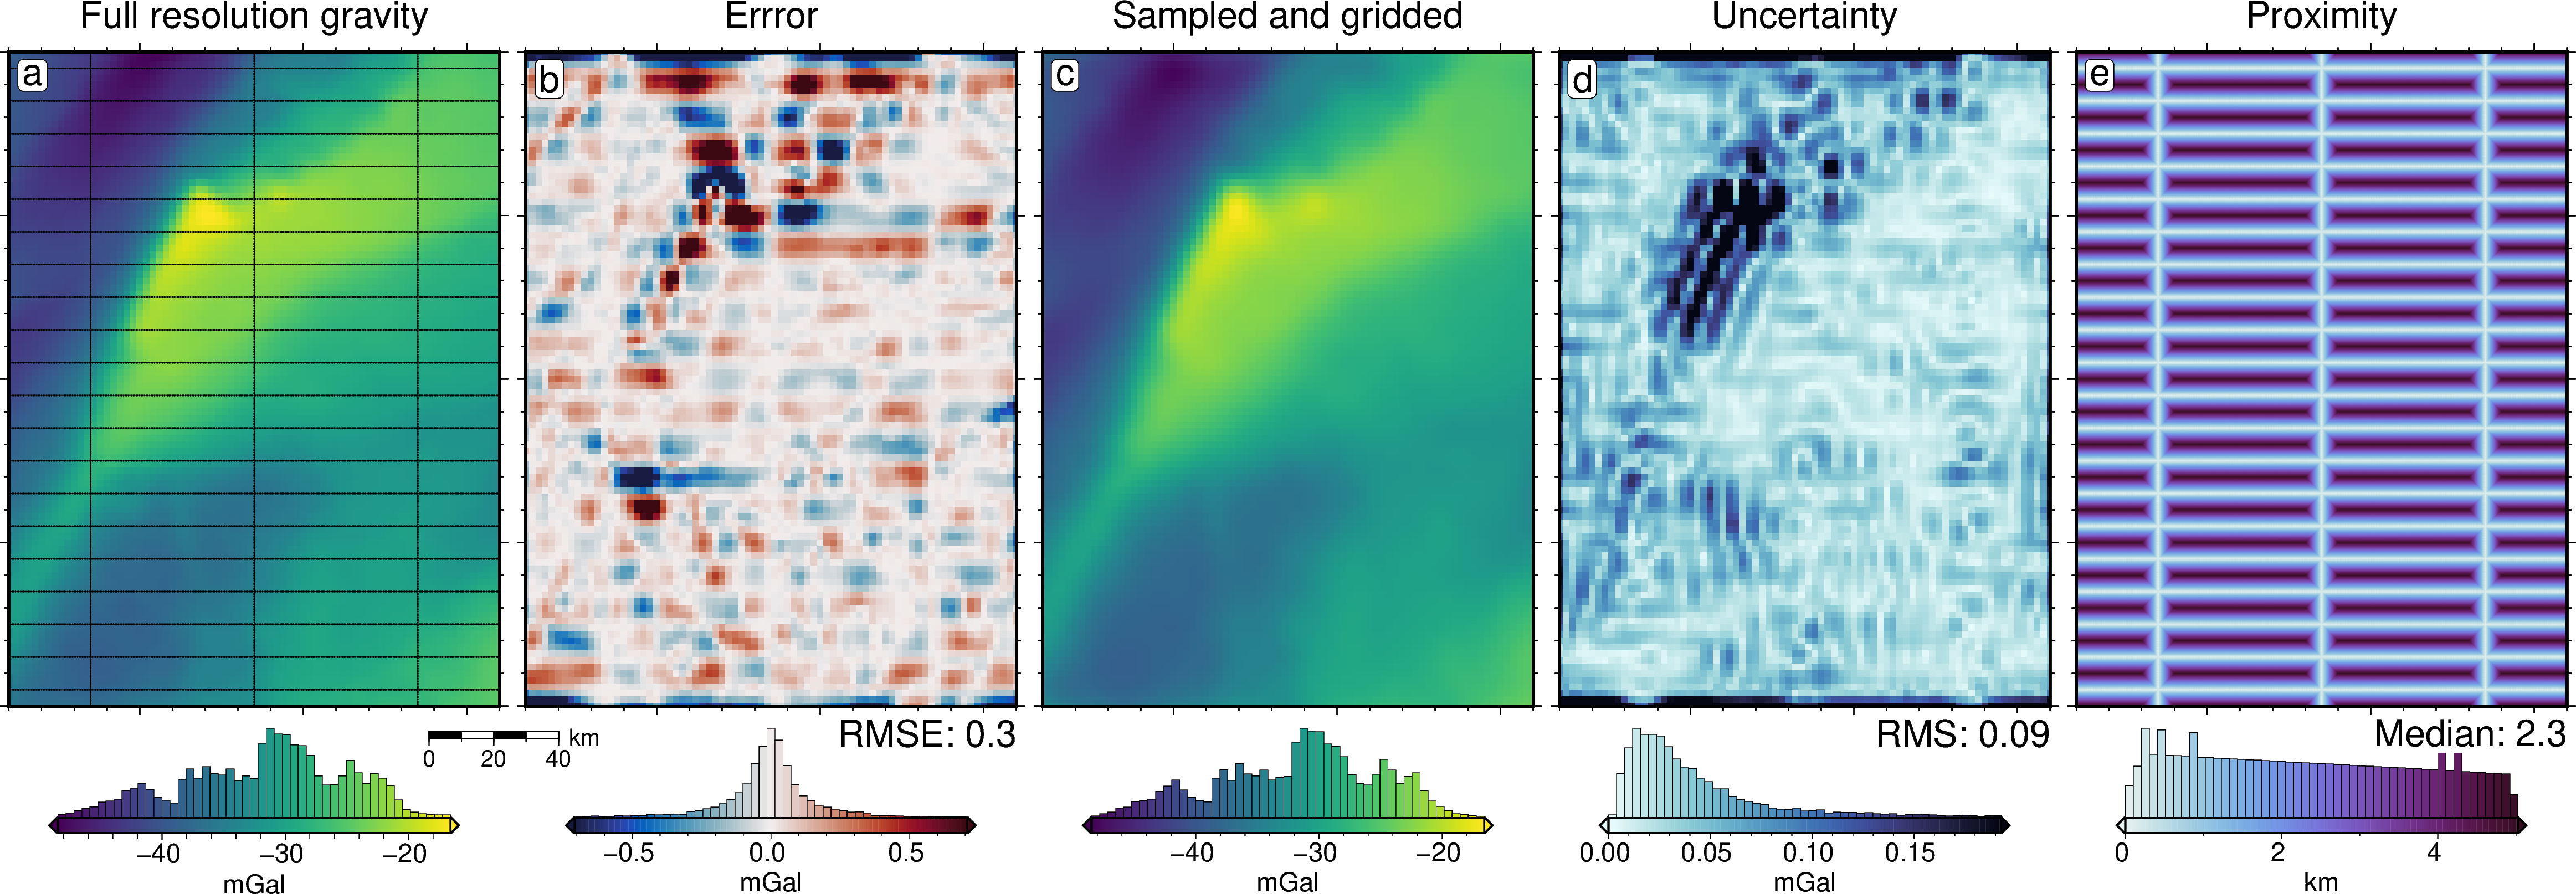 Full resolution gravity
Errror
Sampled and gridded
Uncertainty
Proximity
a
b
c
d
e
km
0 20 40
RMSE: 0.3
RMS: 0.09
Median: 2.3
−40 −30 −20
mGal
−0.5 0.0 0.5
mGal
−40 −30 −20
mGal
0.00 0.05 0.10 0.15
mGal
0 2 4
km